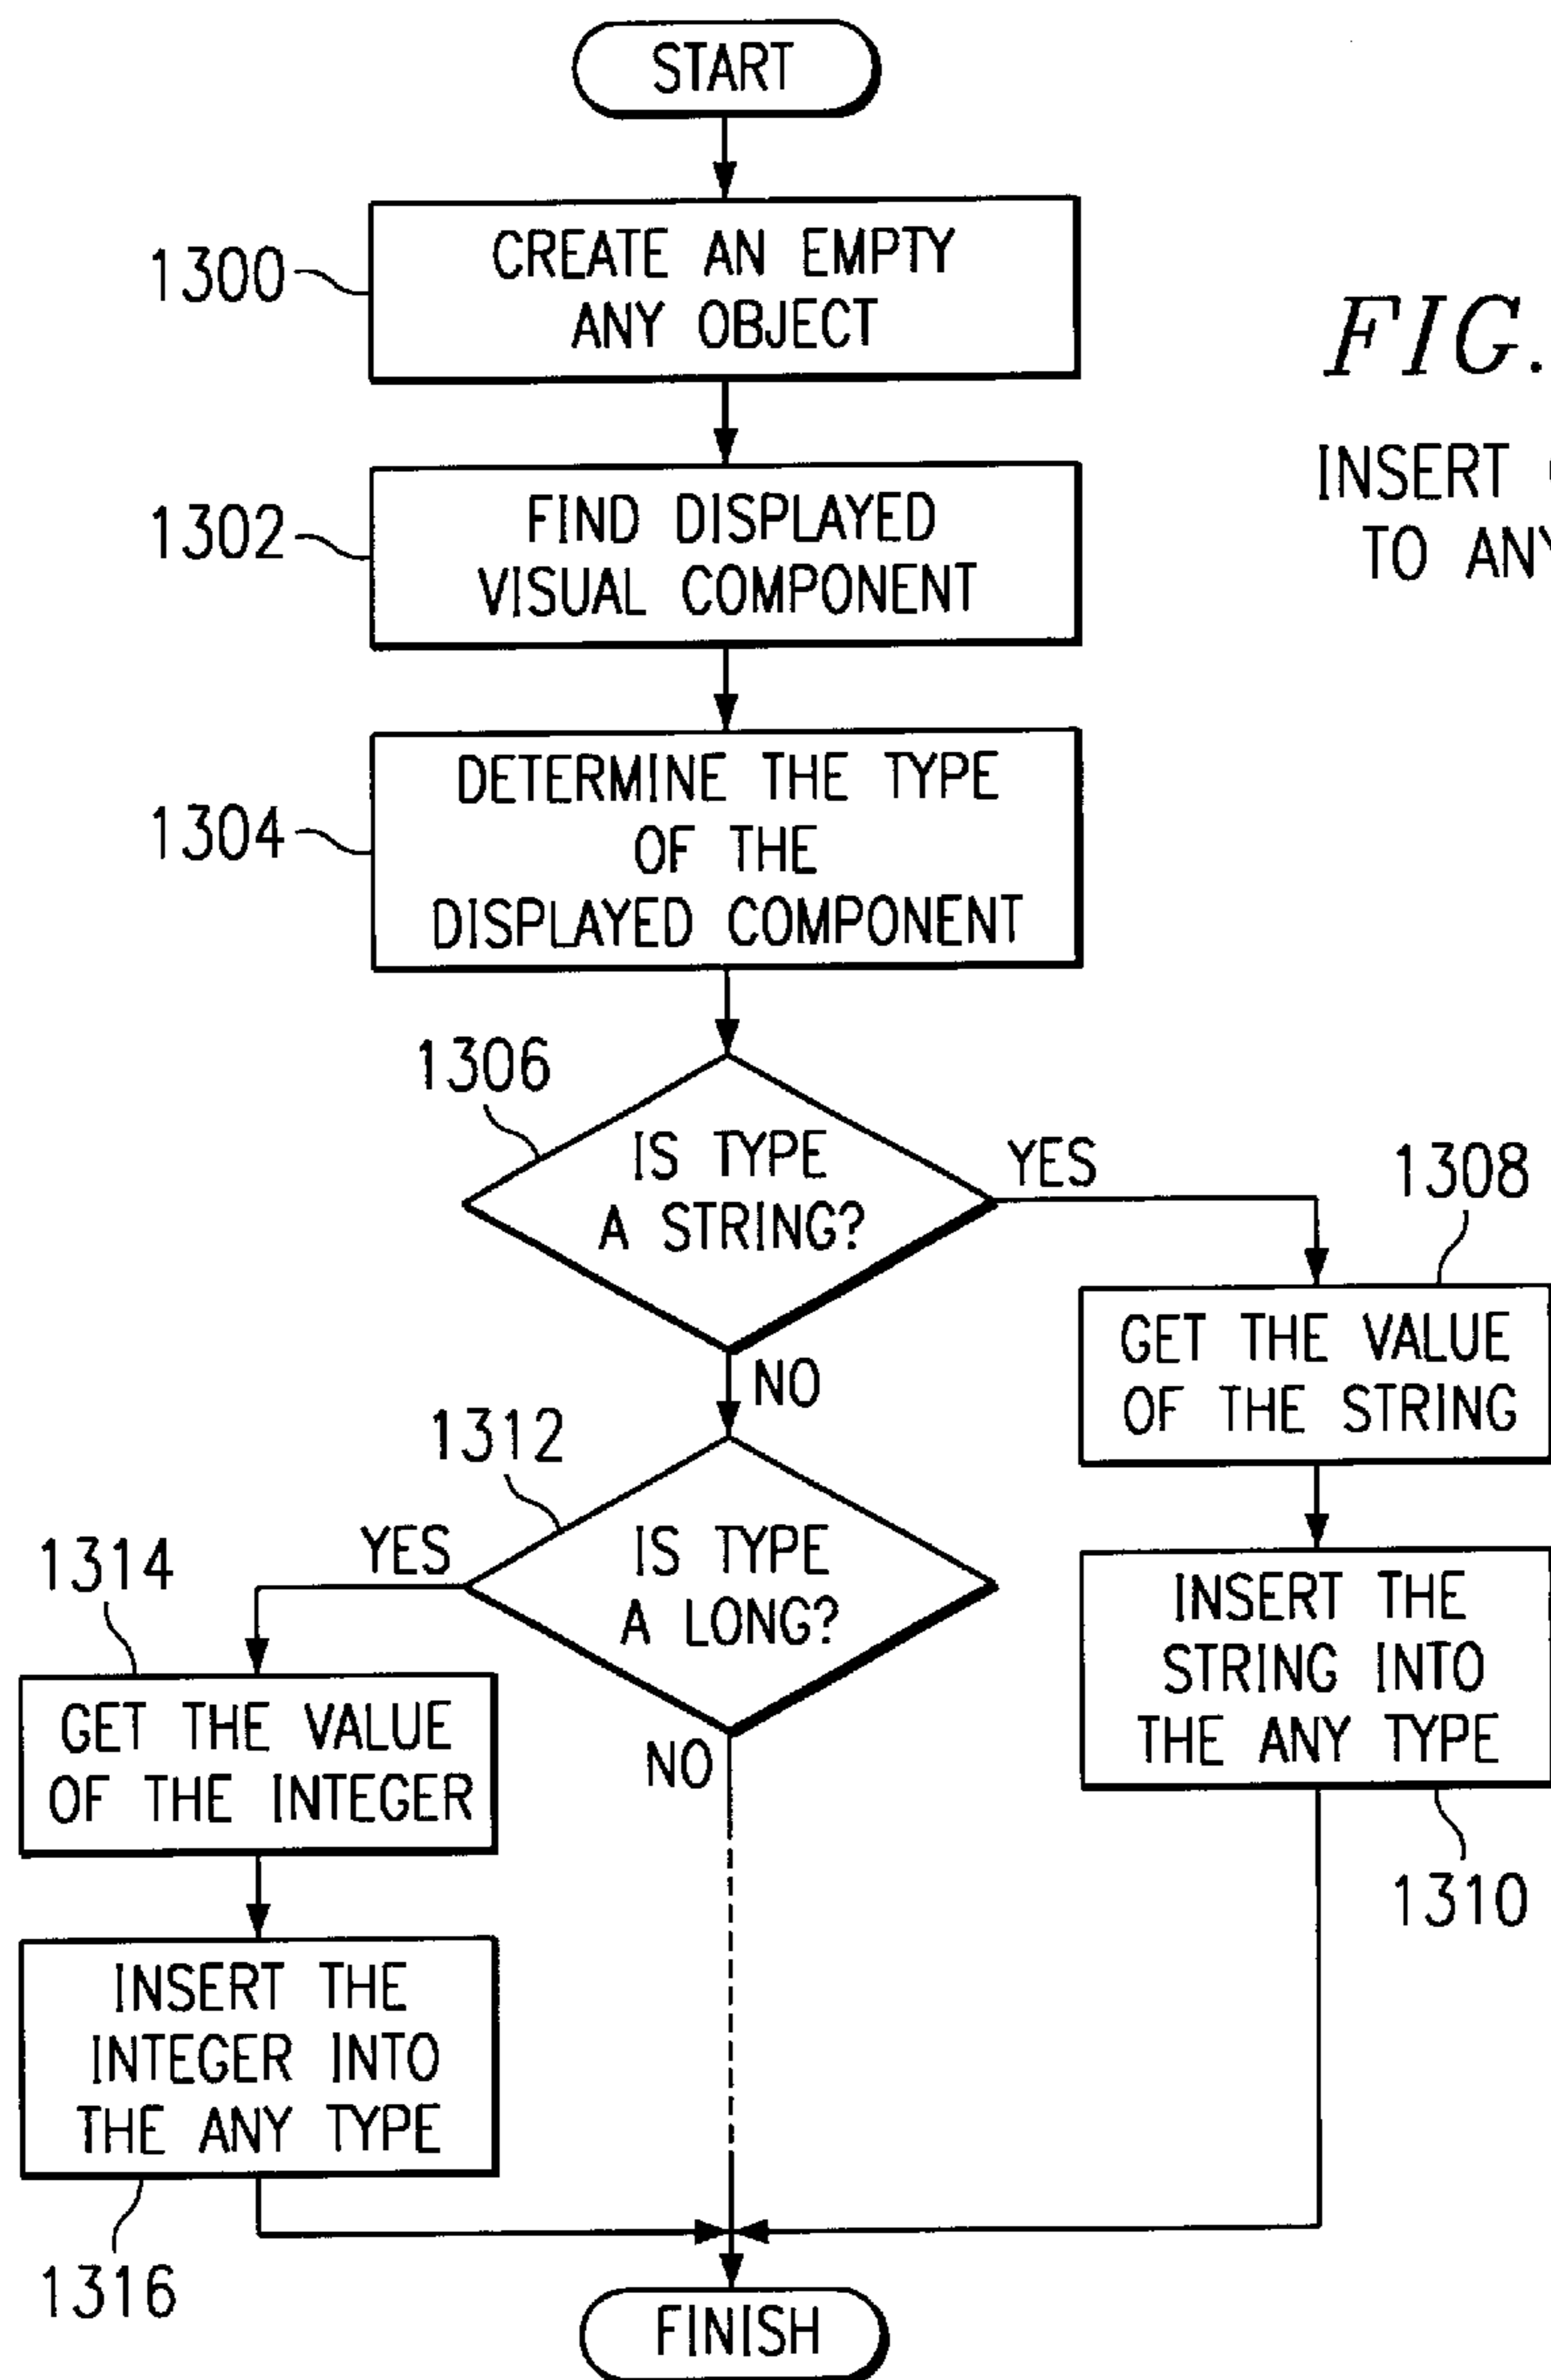 START
1300
CREATE AN EMPTY
ANY OBJECT
FIG.
INSERT
TO ANY
1302
FIND DISPLAYED
VISUAL COMPONENT
1304
DETERMINE THE TYPE
OF THE
DISPLAYED COMPONENT
1306
IS TYPE
A STRING?
YES
NO
1308
GET THE VALUE
OF THE STRING
INSERT THE
STRING INTO
THE ANY TYPE
1310
1312
IS TYPE
A LONG?
YES
NO
1314
GET THE VALUE
OF THE INTEGER
INSERT THE
INTEGER INTO
THE ANY TYPE
1316
FINISH